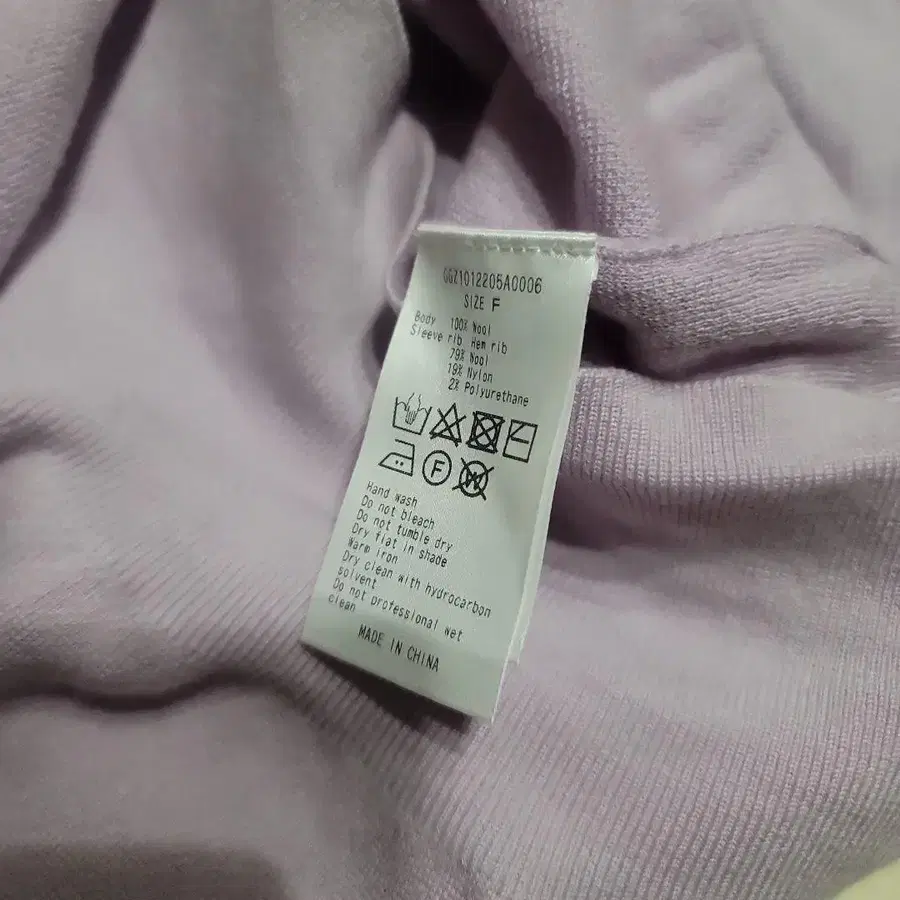 GGZ1012205A0006
SIZE F
Body 100% Wool
Sleeve rib Hem rib
79% Wool
19% Nylon
2% Polyurethane
F
W
Hand wash
Do not bleach
Do not tumble dry
Dry flat in shade
Warm iron
Dry clean with hydrocarbon
solvent
Do not professional wet
clean
MADE IN CHINA